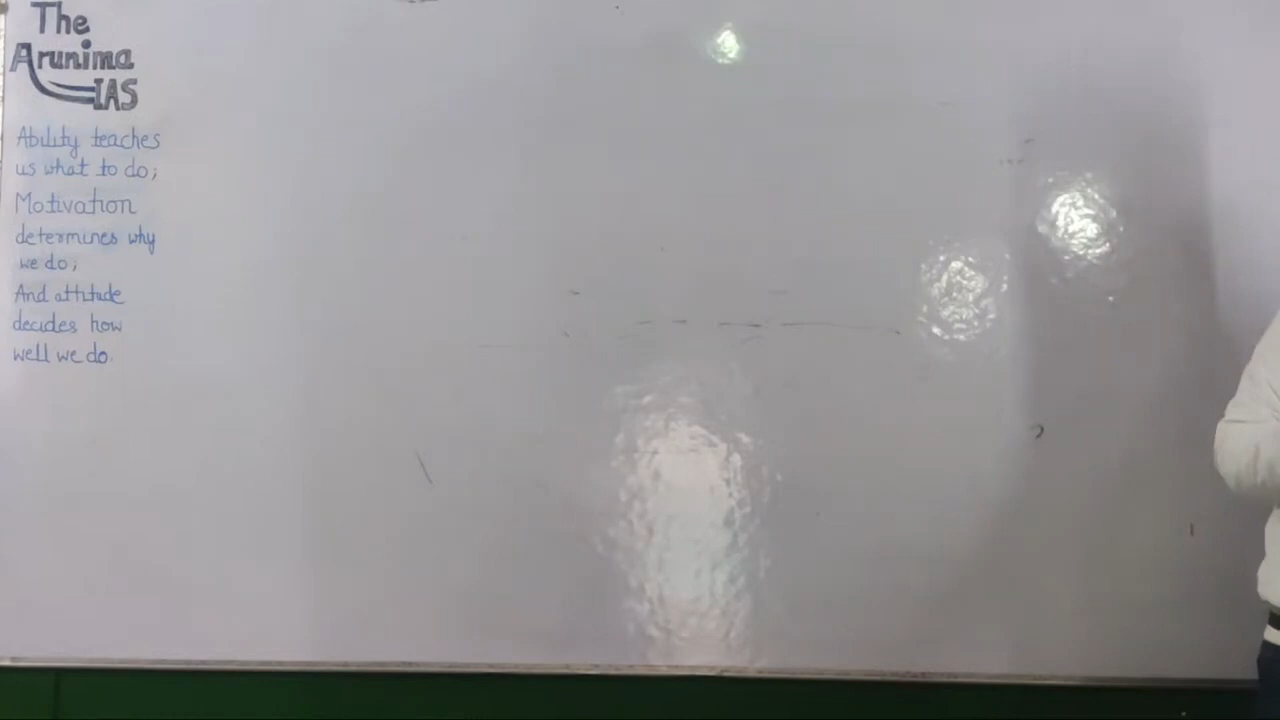 The
Arunima
IAS
Ability teaches
us what to do;
Motivation
determines why
we do;
And attitude
decides how
well we do.